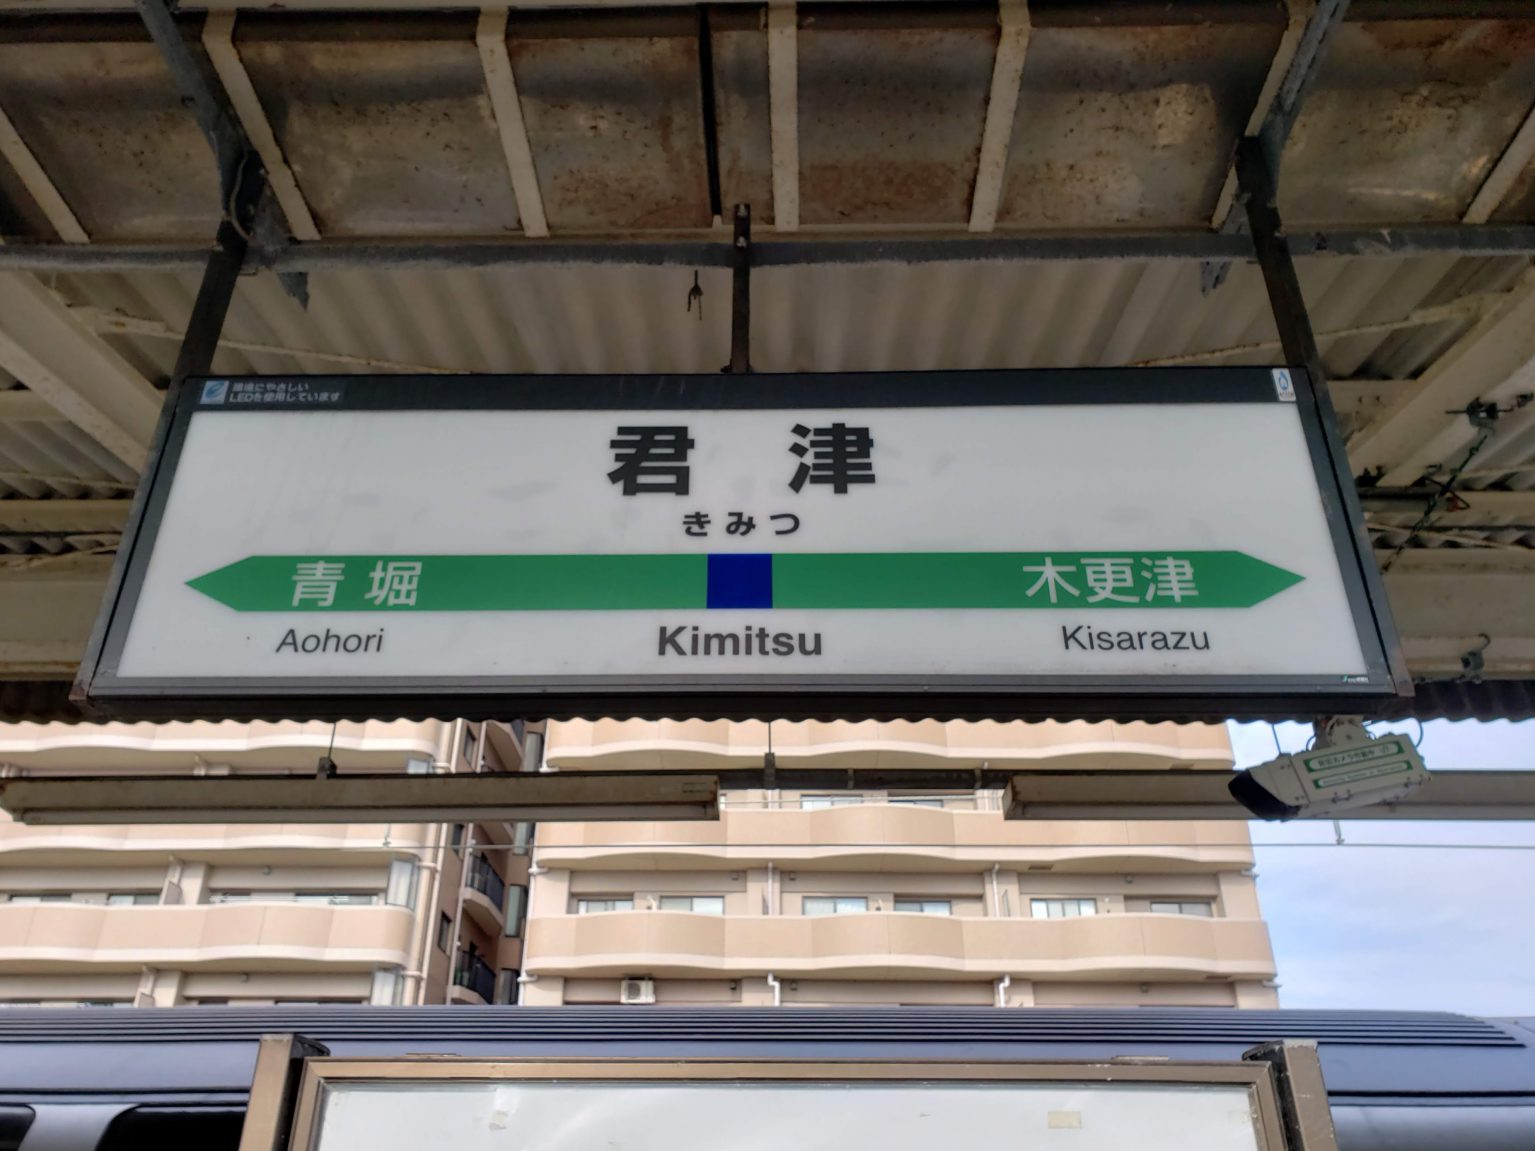 環境にやさしい
LEDを使用しています
君津
きみつ
青堀
木更津
Aohori
Kimitsu
Kisarazu